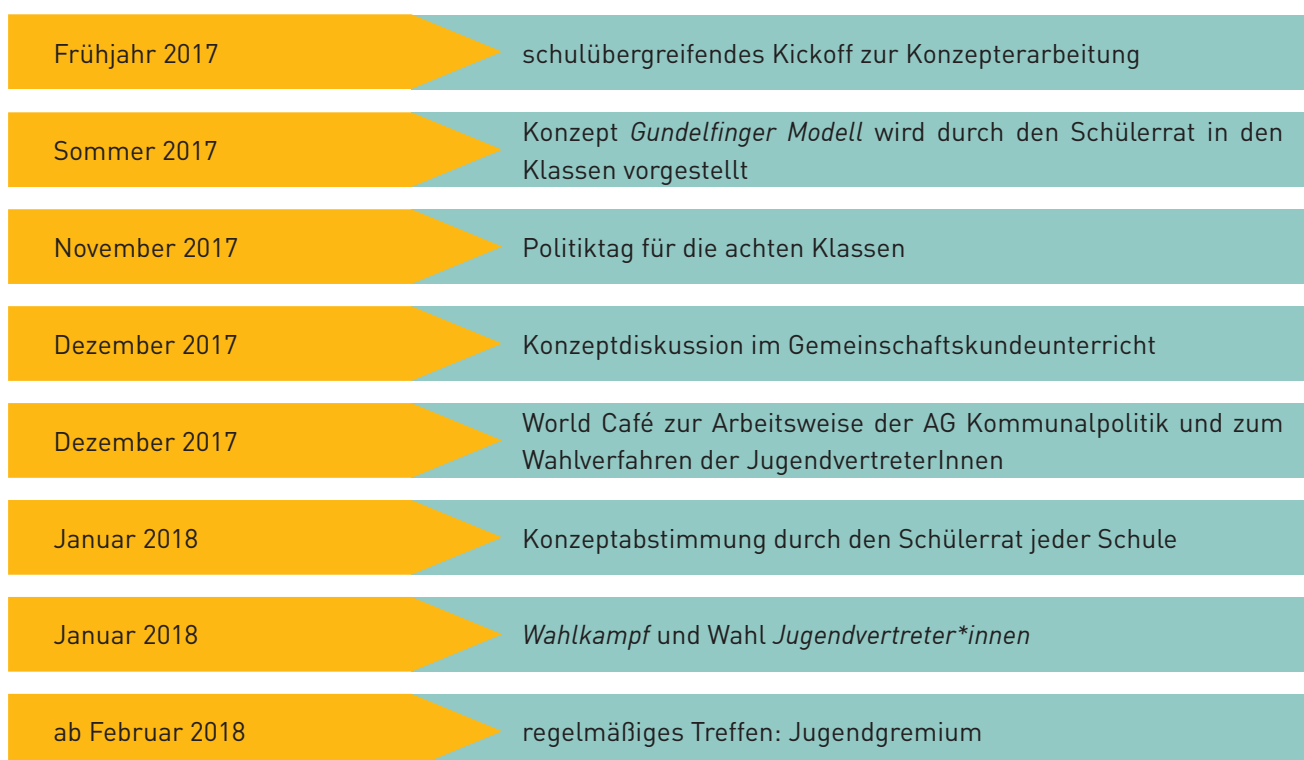 Frühjahr 2017
schulübergreifendes Kickoff zur Konzepterarbeitung
Sommer 2017
Konzept Gundelfinger Modell wird durch den Schülerrat in den
Klassen vorgestellt
November 2017
Politiktag für die achten Klassen
Dezember 2017
Konzeptdiskussion im Gemeinschaftskundeunterricht
Dezember 2017
World Café zur Arbeitsweise der AG Kommunalpolitik und zum
Wahlverfahren der JugendvertreterInnen
Januar 2018
Konzeptabstimmung durch den Schülerrat jeder Schule
Januar 2018
Wahlkampf und Wahl Jugendvertreter*innen
ab Februar 2018
regelmäßiges Treffen: Jugendgremium